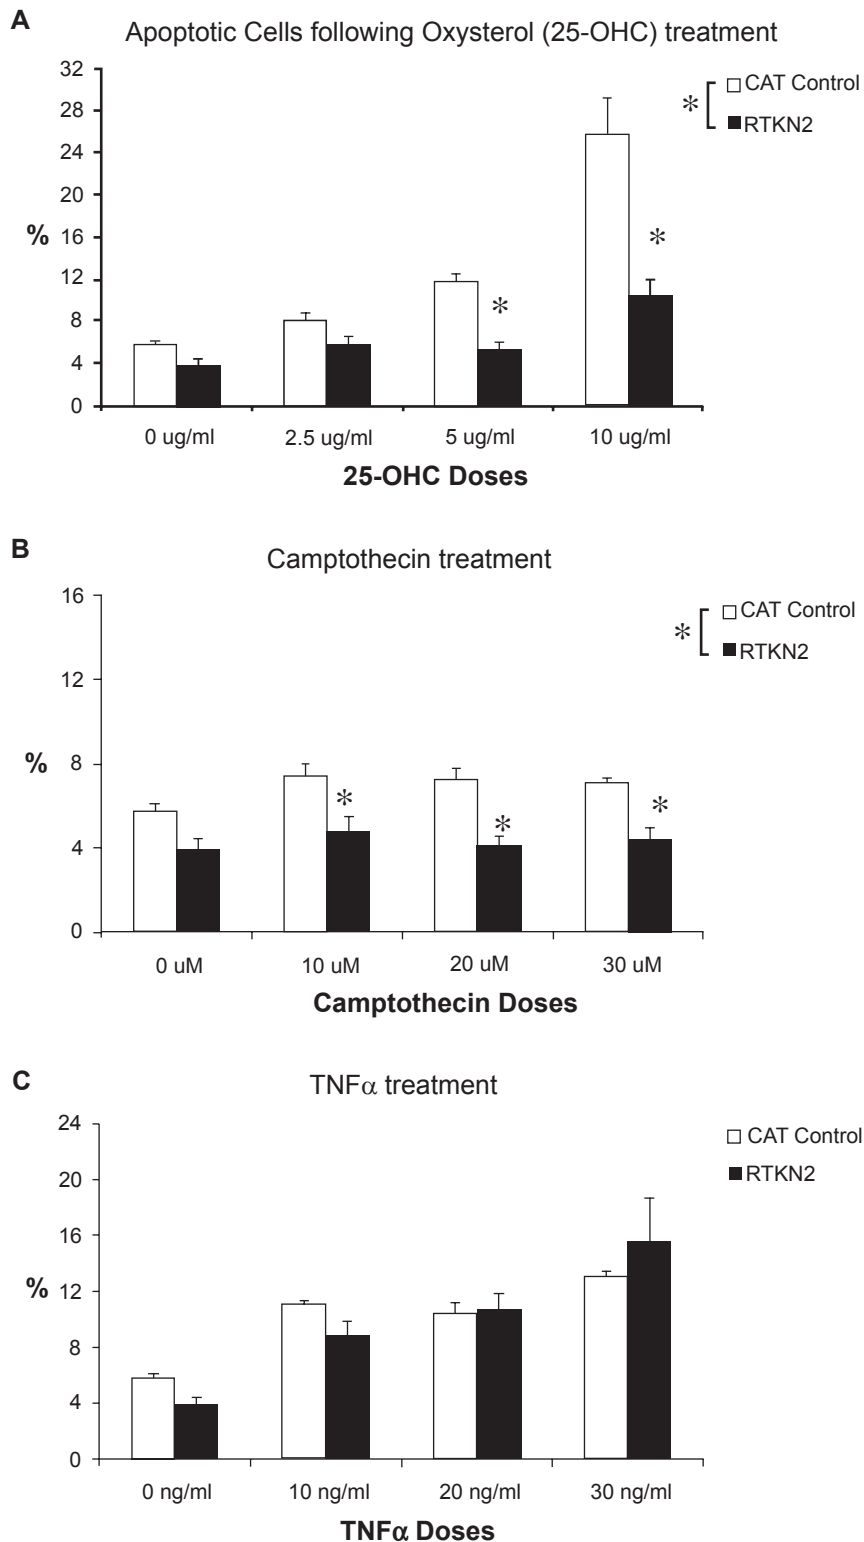 A
Apoptotic Cells following Oxysterol (25-OHC) treatment
32
28
24
20
16
12
8
4
0
%
* CAT Control
RTKN2
*
*
0 ug/ml 2.5 ug/ml 5 ug/ml 10 ug/ml
25-OHC Doses
B
Camptothecin treatment
16
12
8
4
0
%
* CAT Control
RTKN2
* * *
0 uM 10 uM 20 uM 30 uM
Camptothecin Doses
C
TNFα treatment
24
20
16
12
8
4
0
%
CAT Control
RTKN2
0 ng/ml 10 ng/ml 20 ng/ml 30 ng/ml
TNFα Doses